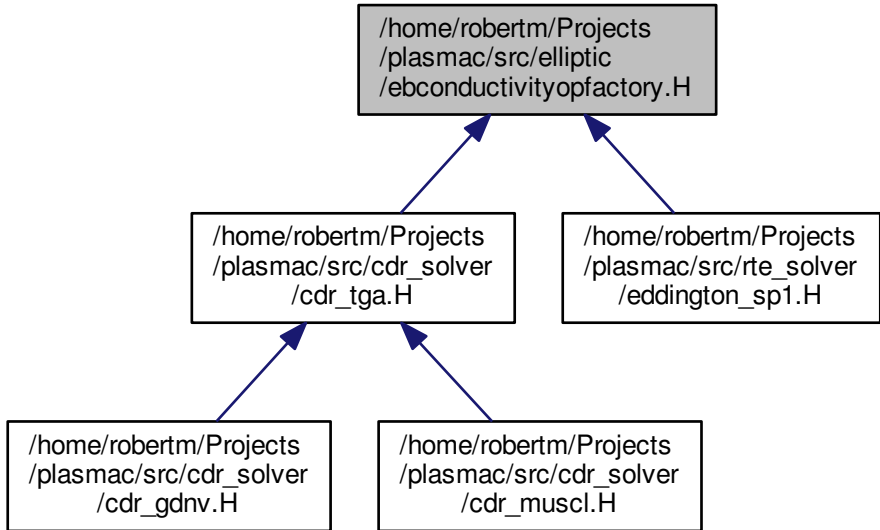 /home/robertm/Projects
/plasmac/src/elliptic
/ebconductivityopfactory.H
/home/robertm/Projects
/plasmac/src/cdr_solver
/cdr_tga.H
/home/robertm/Projects
/plasmac/src/rte_solver
/eddington_sp1.H
/home/robertm/Projects
/plasmac/src/cdr_solver
/cdr_gdnv.H
/home/robertm/Projects
/plasmac/src/cdr_solver
/cdr_muscl.H